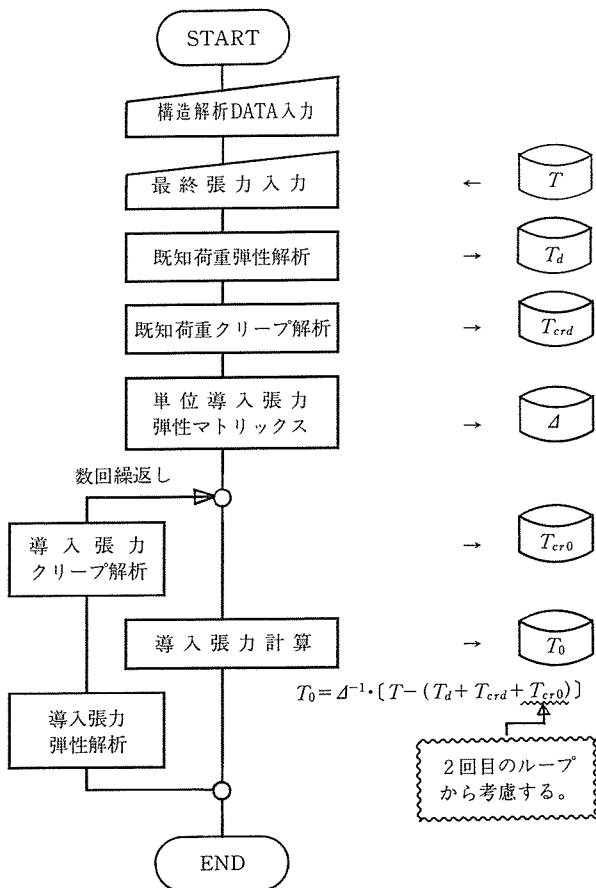 START
構造解析DATA入力
最終張力入力
← T
既知荷重弾性解析
→ T_d
既知荷重クリープ解析
→ T_crd
単位導入張力
弾性マトリックス
→ Δ
数回繰返し
導入張力
クリープ解析
→ T_cr0
導入張力計算
→ T_0
T_0=Δ⁻¹・〔T−(T_d+T_crd+T_cr0)〕
導入張力
弾性解析
2回目のループ
から考慮する。
END